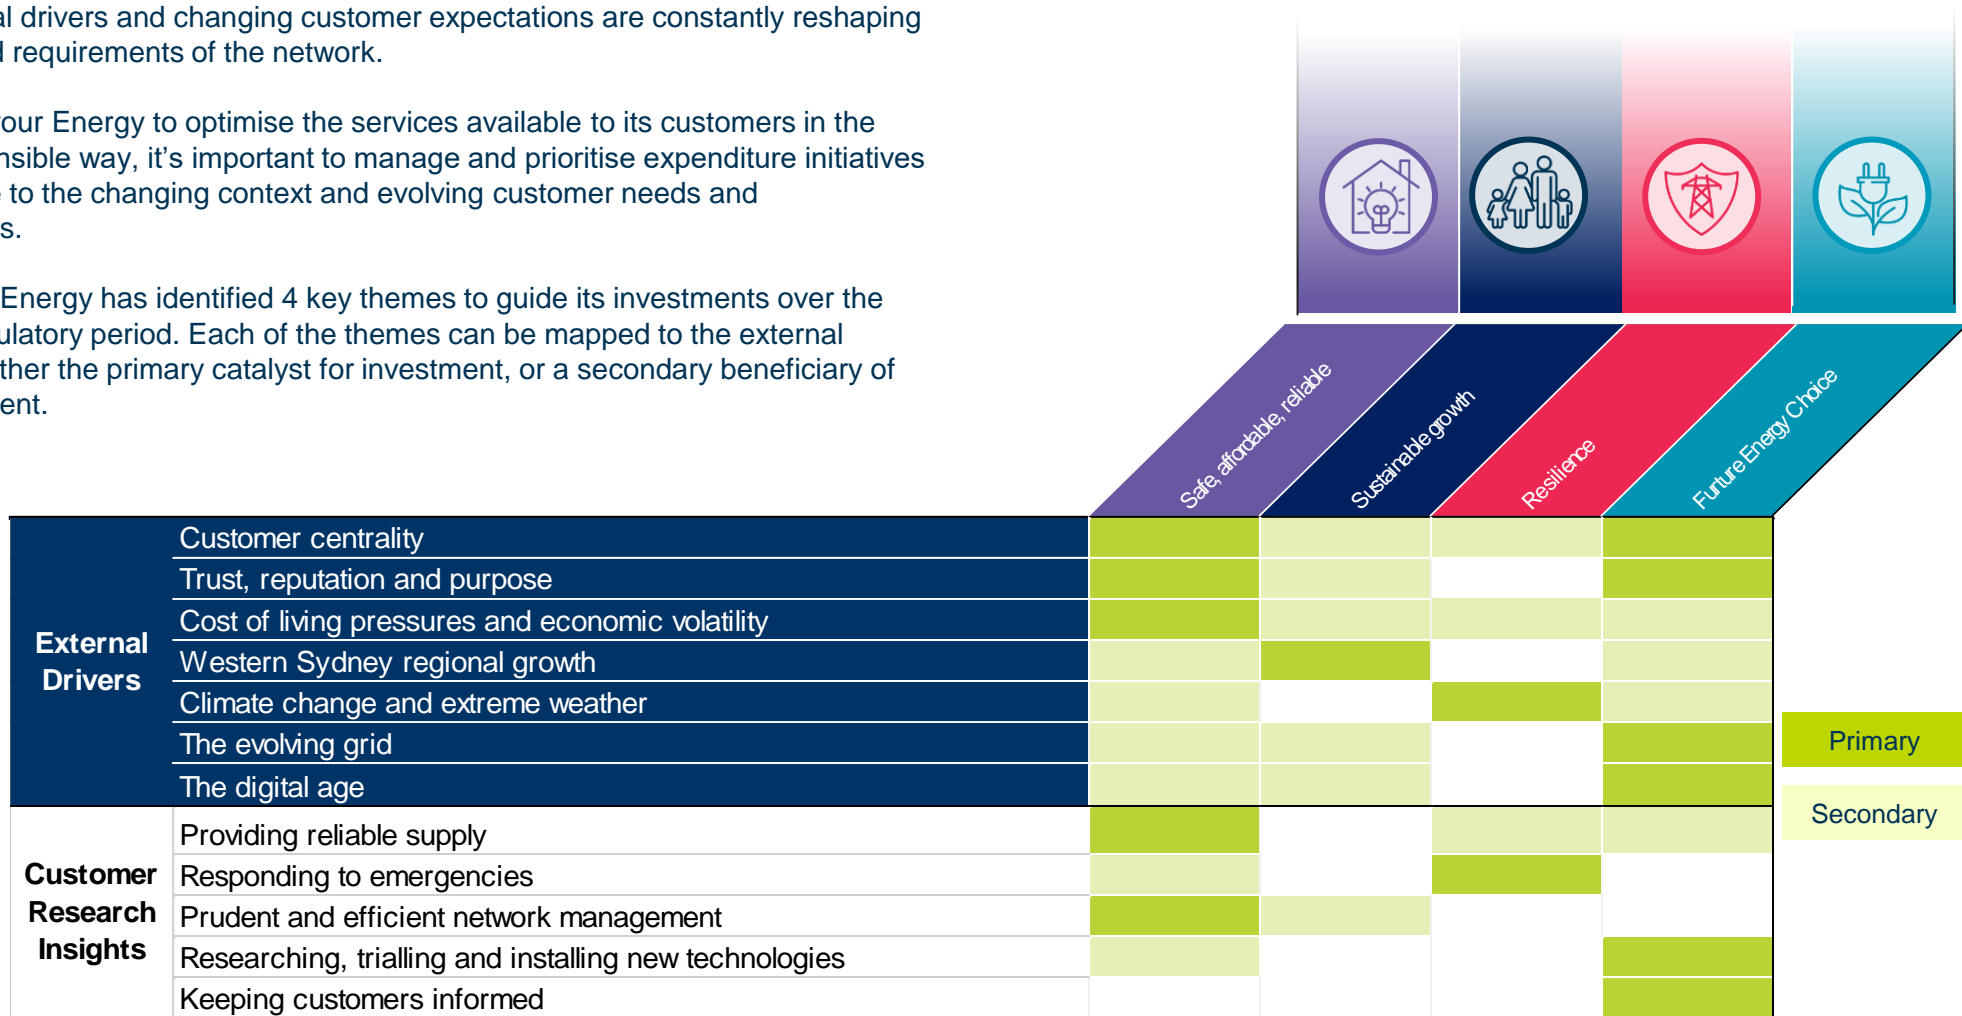 al drivers and changing customer expectations are constantly reshaping
requirements of the network.
our Energy to optimise the services available to its customers in the
nsible way, it's important to manage and prioritise expenditure initiatives
to the changing context and evolving customer needs and
s.
Energy has identified 4 key themes to guide its investments over the
ulatory period. Each of the themes can be mapped to the external
ther the primary catalyst for investment, or a secondary beneficiary of
ent.
Safe, affordable, reliable
Sustainable growth
Resilience
Furture Energy Choice
External
Drivers
Customer centrality
Trust, reputation and purpose
Cost of living pressures and economic volatility
Western Sydney regional growth
Climate change and extreme weather
The evolving grid
The digital age
Primary
Secondary
Customer
Research
Insights
Providing reliable supply
Responding to emergencies
Prudent and efficient network management
Researching, trialling and installing new technologies
Keeping customers informed